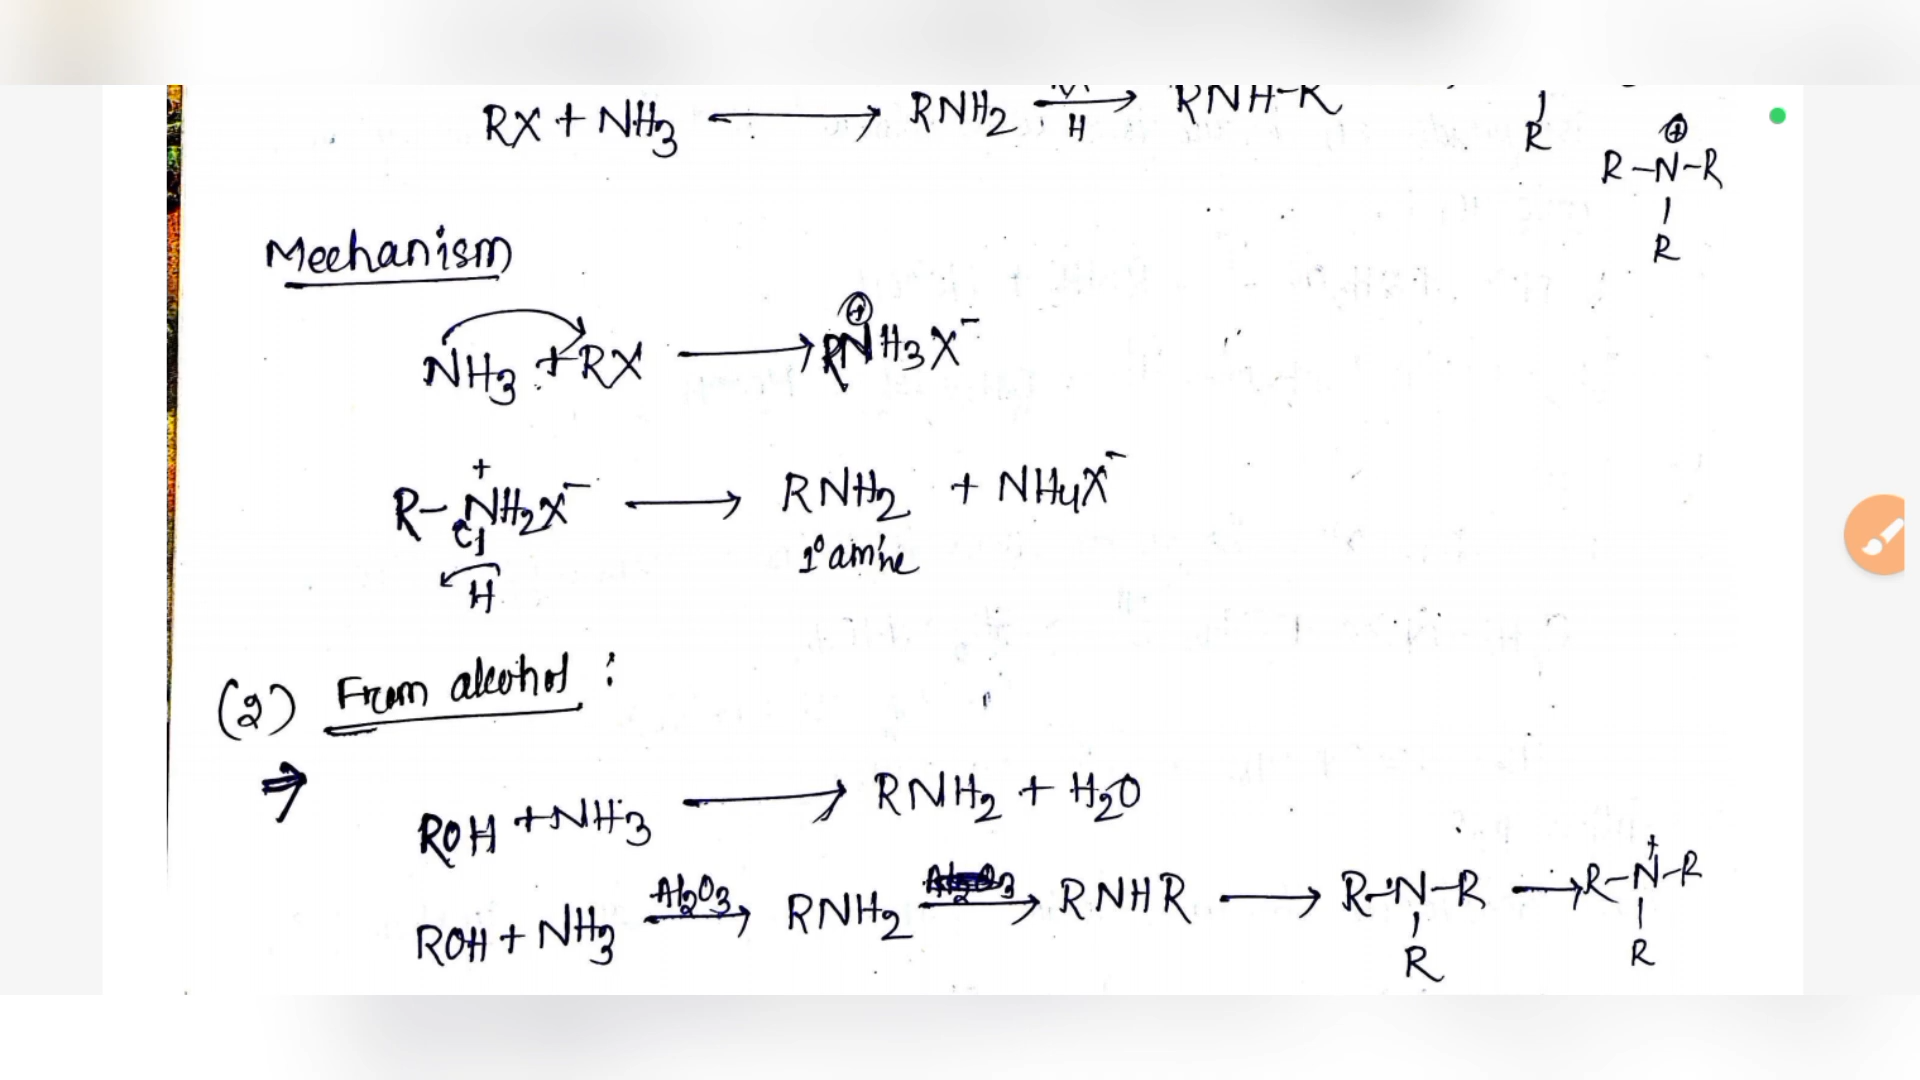 RX + NH3 ⟶ RNH2 ⟶ RNH-R
H
R
⊕
R-N-R
|
R
Mechanism
NH3 + RX ⟶ R⊕NH3X⁻
+
R-NH2X⁻ ⟶ RNH2 + NH4X⁻
H
1° amine
(2) From alcohol :
⇒
ROH + NH3 ⟶ RNH2 + H2O
ROH + NH3 Al2O3⟶ RNH2 ⟶ RNHR ⟶ R-N-R ⟶ R-N⁺-R
| |
R R